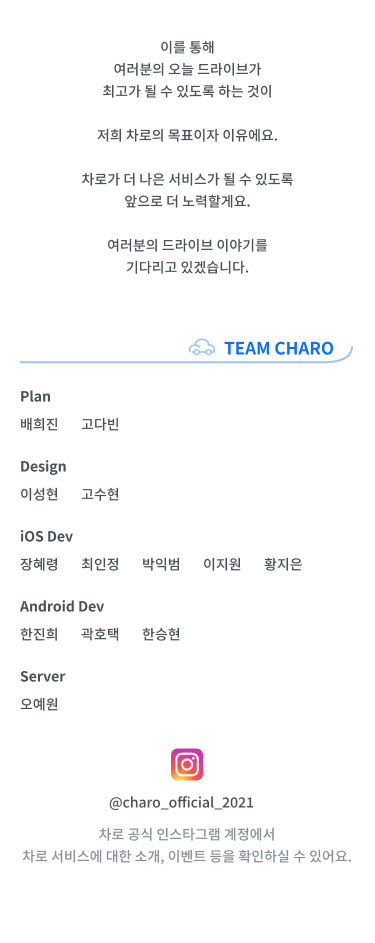 이를 통해
여러분의 오늘 드라이브가
최고가 될 수 있도록 하는 것이
저희 차로의 목표이자 이유에요.
차로가 더 나은 서비스가 될 수 있도록
앞으로 더 노력할게요.
여러분의 드라이브 이야기를
기다리고 있겠습니다.
TEAM CHARO
Plan
배희진 고다빈
Design
이성현 고수현
iOS Dev
장혜령 최인정 박익범 이지원 황지은
Android Dev
한진희 곽호택 한승현
Server
오예원
@charo_official_2021
차로 공식 인스타그램 계정에서
차로 서비스에 대한 소개, 이벤트 등을 확인하실 수 있어요.